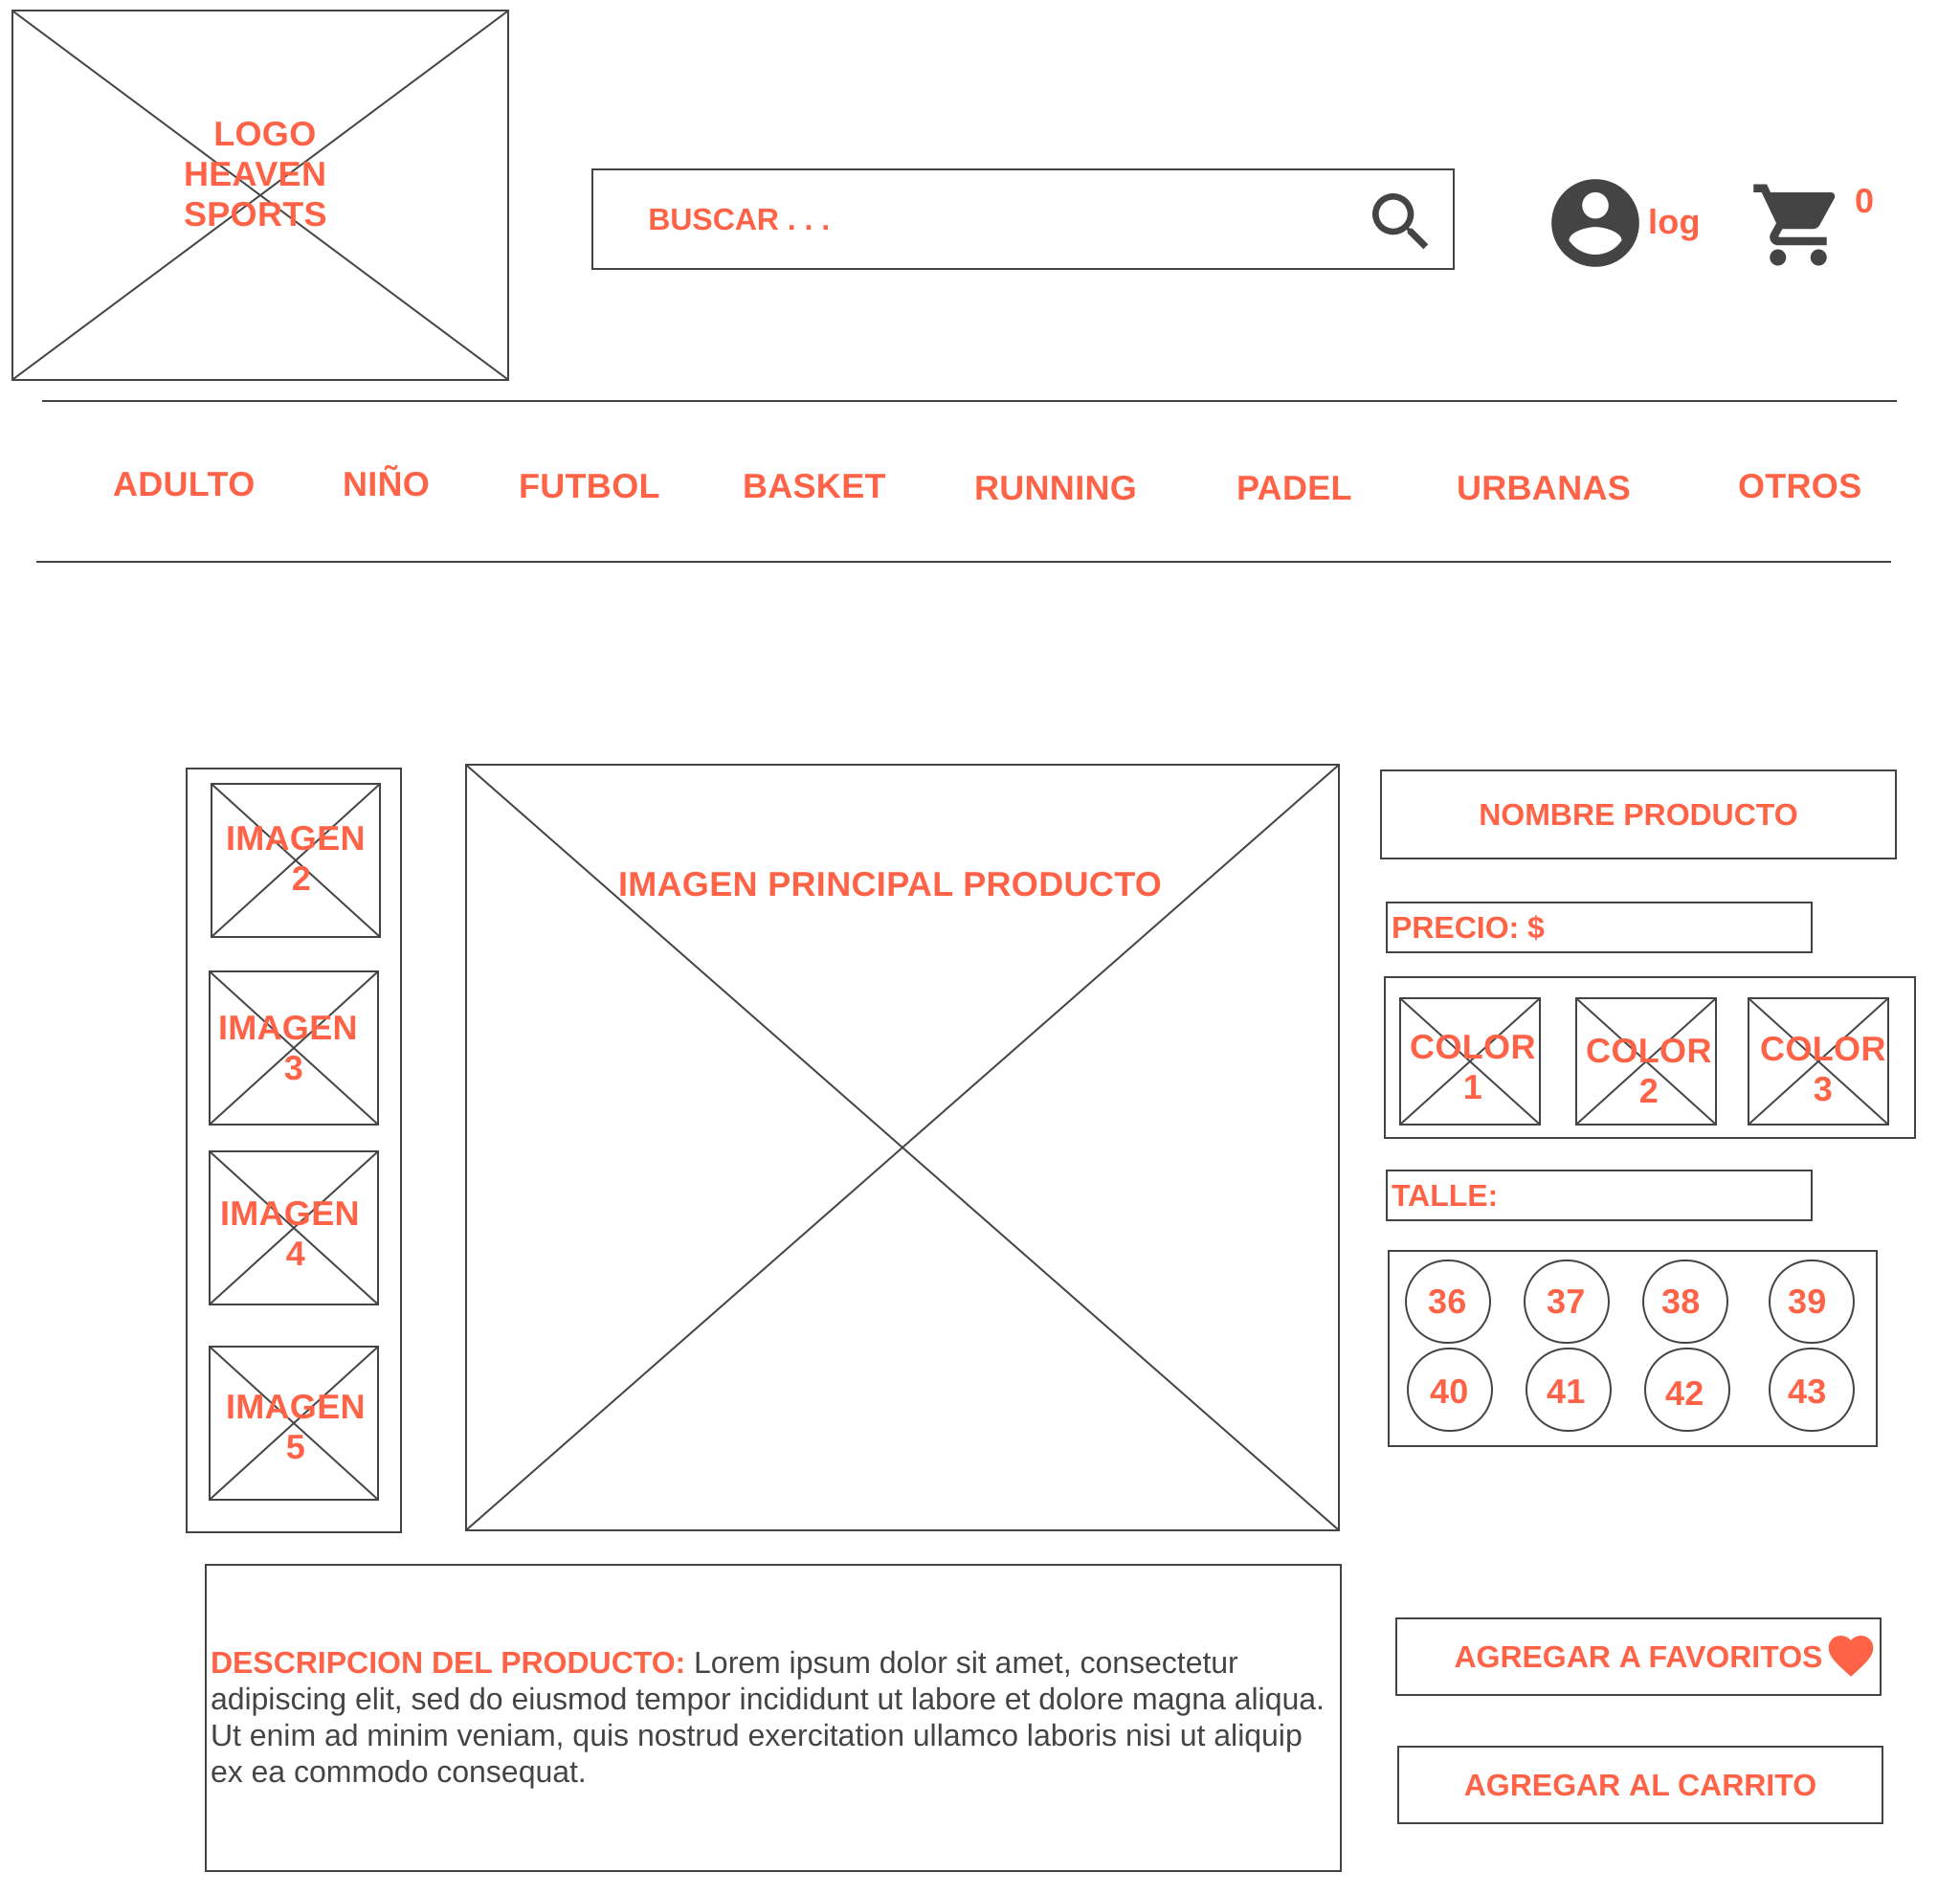 LOGO
HEAVEN
SPORTS
BUSCAR . . .
log
0
ADULTO
NIÑO
FUTBOL
BASKET
RUNNING
PADEL
URBANAS
OTROS
IMAGEN
2
IMAGEN
3
IMAGEN
4
IMAGEN
5
IMAGEN PRINCIPAL PRODUCTO
NOMBRE PRODUCTO
PRECIO: $
COLOR
1
COLOR
2
COLOR
3
TALLE:
36
37
38
39
40
41
42
43
DESCRIPCION DEL PRODUCTO: Lorem ipsum dolor sit amet, consectetur
adipiscing elit, sed do eiusmod tempor incididunt ut labore et dolore magna aliqua.
Ut enim ad minim veniam, quis nostrud exercitation ullamco laboris nisi ut aliquip
ex ea commodo consequat.
AGREGAR A FAVORITOS
AGREGAR AL CARRITO